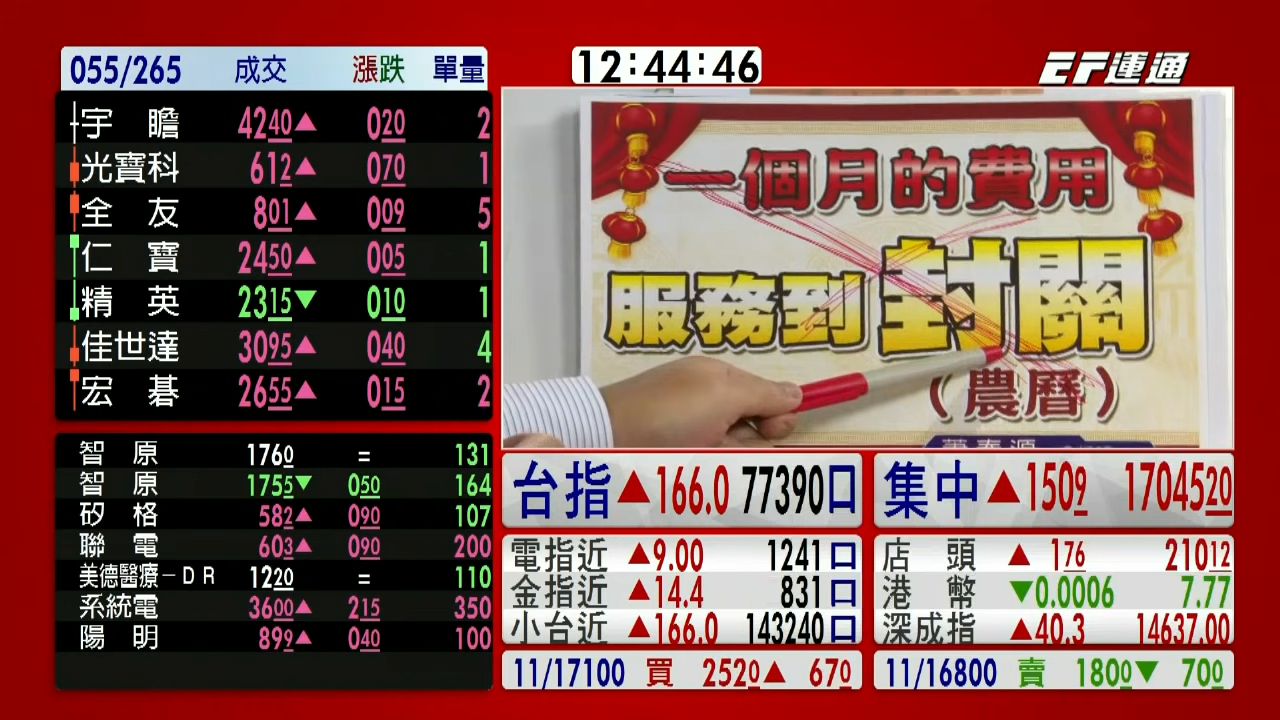 055/265 成交 漲跌 單量
宇瞻 4240▲ 020 2
光寶科 612▲ 070 1
全友 801▲ 009 5
仁寶 2450▲ 005 1
精英 2315▼ 010 1
佳世達 3095▲ 040 4
宏碁 2655▲ 015 2
智原 1760 = 131
智原 1755▼ 050 164
矽格 582▲ 090 107
聯電 603▲ 090 200
美德醫療-DR 1220 = 110
系統電 3600▲ 215 350
陽明 899▲ 040 100
12:44:46
EF運通
一個月的費用
服務到封關
(農曆)
台指▲166.0 77390口
電指近 ▲9.00 1241口
金指近 ▲14.4 831口
小台近 ▲166.0 143240口
11/17100 買 2520▲ 670
集中▲1509 1704520
店頭 ▲ 176 21012
港幣 ▼0.0006 7.77
深成指 ▲40.3 14637.00
11/16800 賣 1800▼ 700